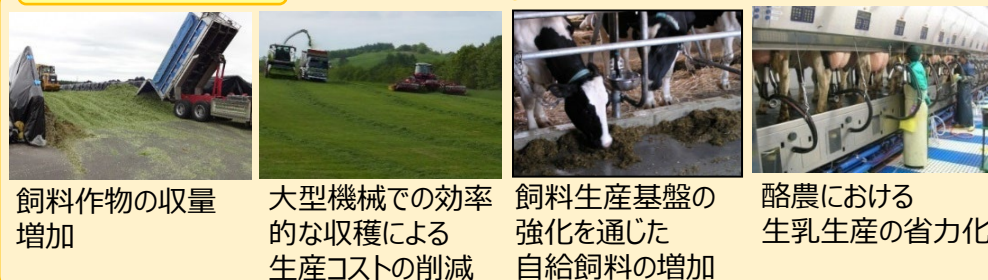 飼料作物の収量
増加
大型機械での効率
的な収穫による
生産コストの削減
飼料生産基盤の
強化を通じた
自給飼料の増加
酪農における
生乳生産の省力化